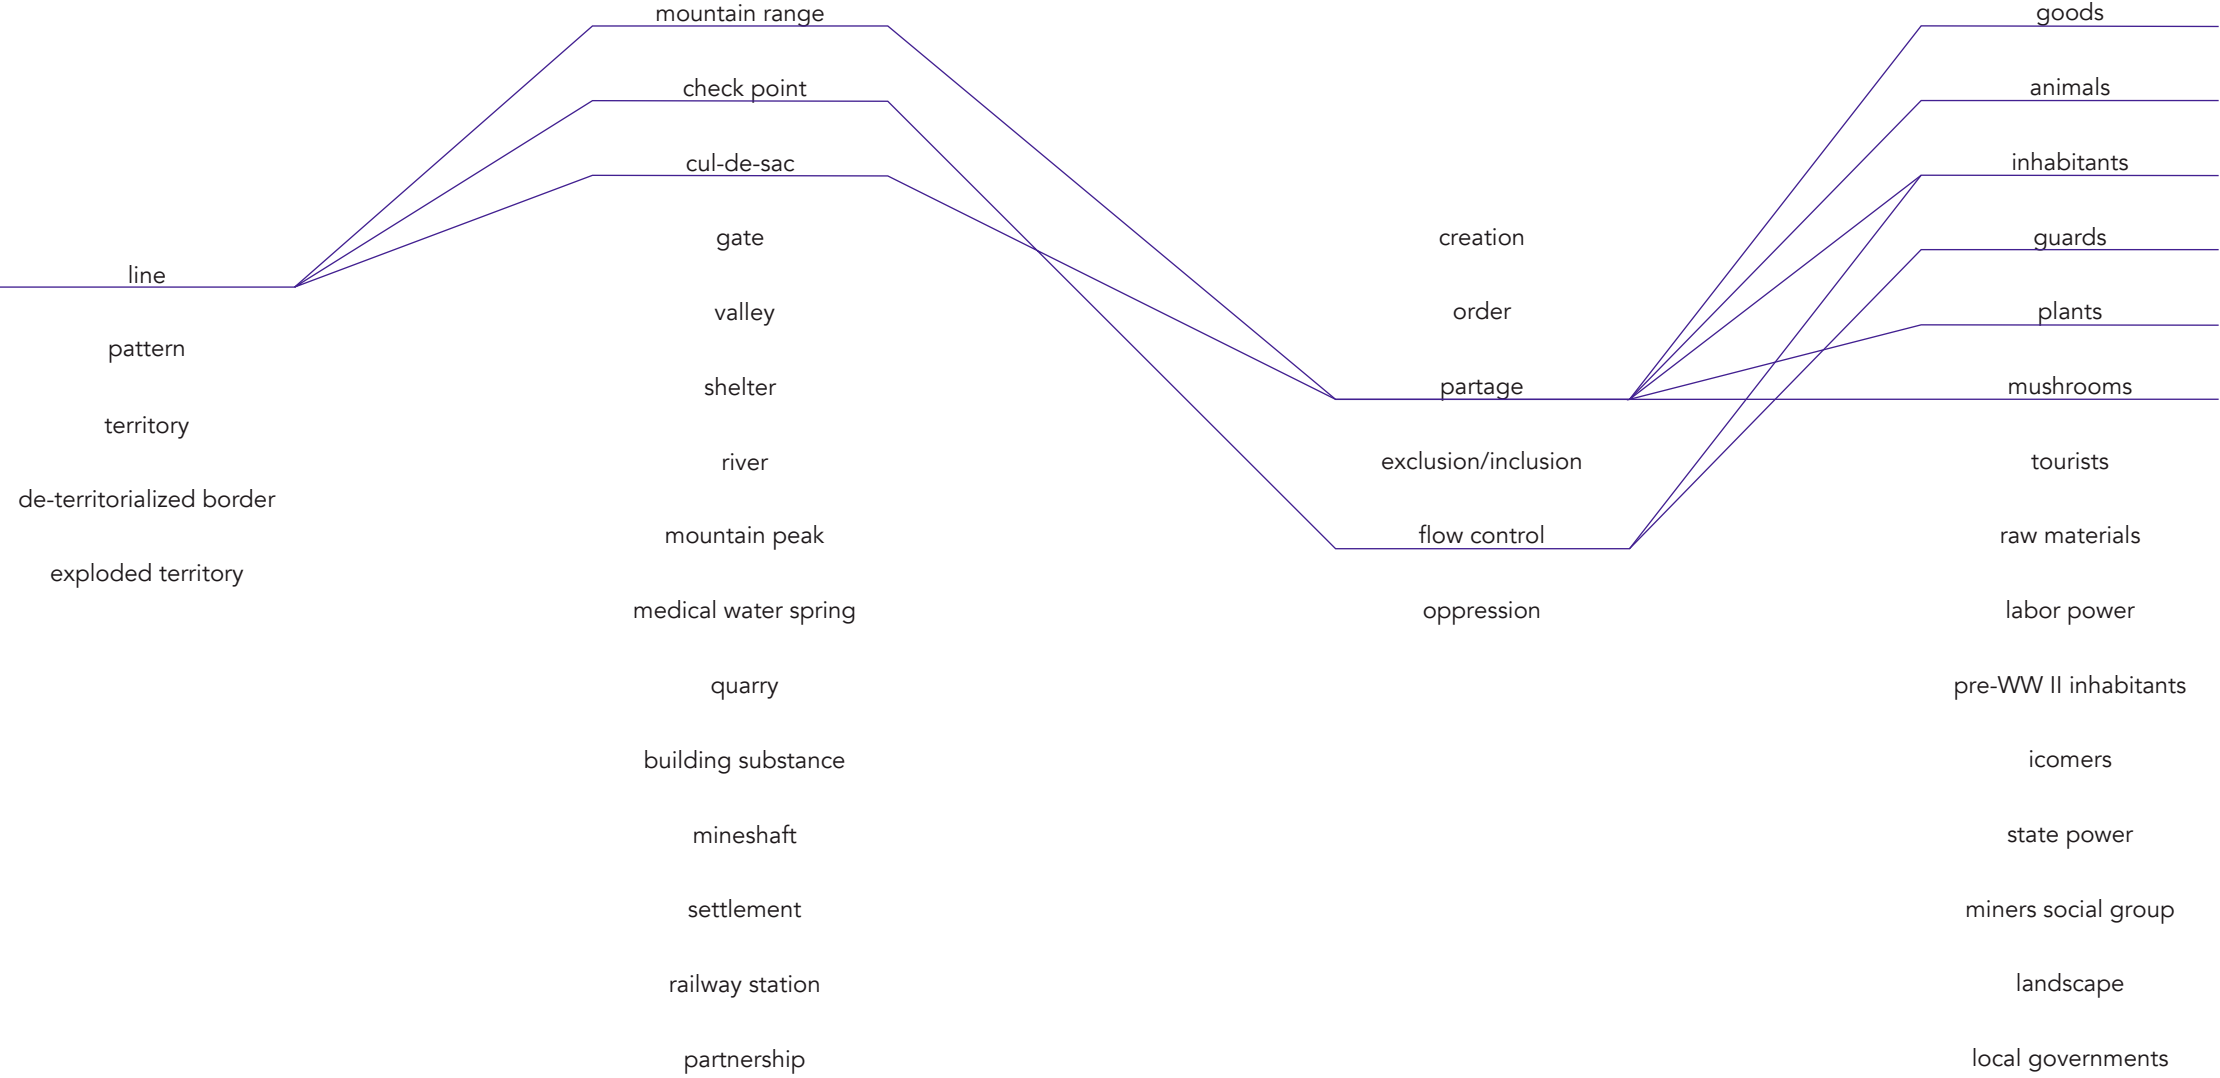 line
pattern
territory
de-territorialized border
exploded territory
mountain range
check point
cul-de-sac
gate
valley
shelter
river
mountain peak
medical water spring
quarry
building substance
mineshaft
settlement
railway station
partnership
creation
order
partage
exclusion/inclusion
flow control
oppression
goods
animals
inhabitants
guards
plants
mushrooms
tourists
raw materials
labor power
pre-WW II inhabitants
icomers
state power
miners social group
landscape
local governments